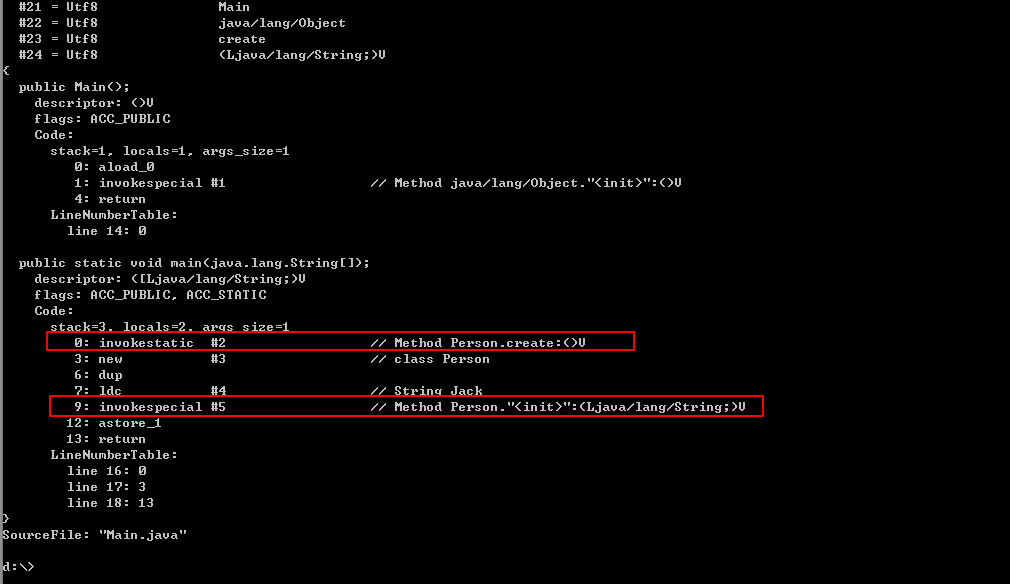 #21 = Utf8 Main
#22 = Utf8 java/lang/Object
#23 = Utf8 create
#24 = Utf8 (Ljava/lang/String;)V
{
public Main();
descriptor: ()V
flags: ACC_PUBLIC
Code:
stack=1, locals=1, args_size=1
0: aload_0
1: invokespecial #1 // Method java/lang/Object."<init>":()V
4: return
LineNumberTable:
line 14: 0
public static void main(java.lang.String[]);
descriptor: ([Ljava/lang/String;)V
flags: ACC_PUBLIC, ACC_STATIC
Code:
stack=3, locals=2, args_size=1
0: invokestatic #2 // Method Person.create:()V
3: new #3 // class Person
6: dup
7: ldc #4 // String Jack
9: invokespecial #5 // Method Person."<init>":(Ljava/lang/String;)V
12: astore_1
13: return
LineNumberTable:
line 16: 0
line 17: 3
line 18: 13
}
SourceFile: "Main.java"
d:\>